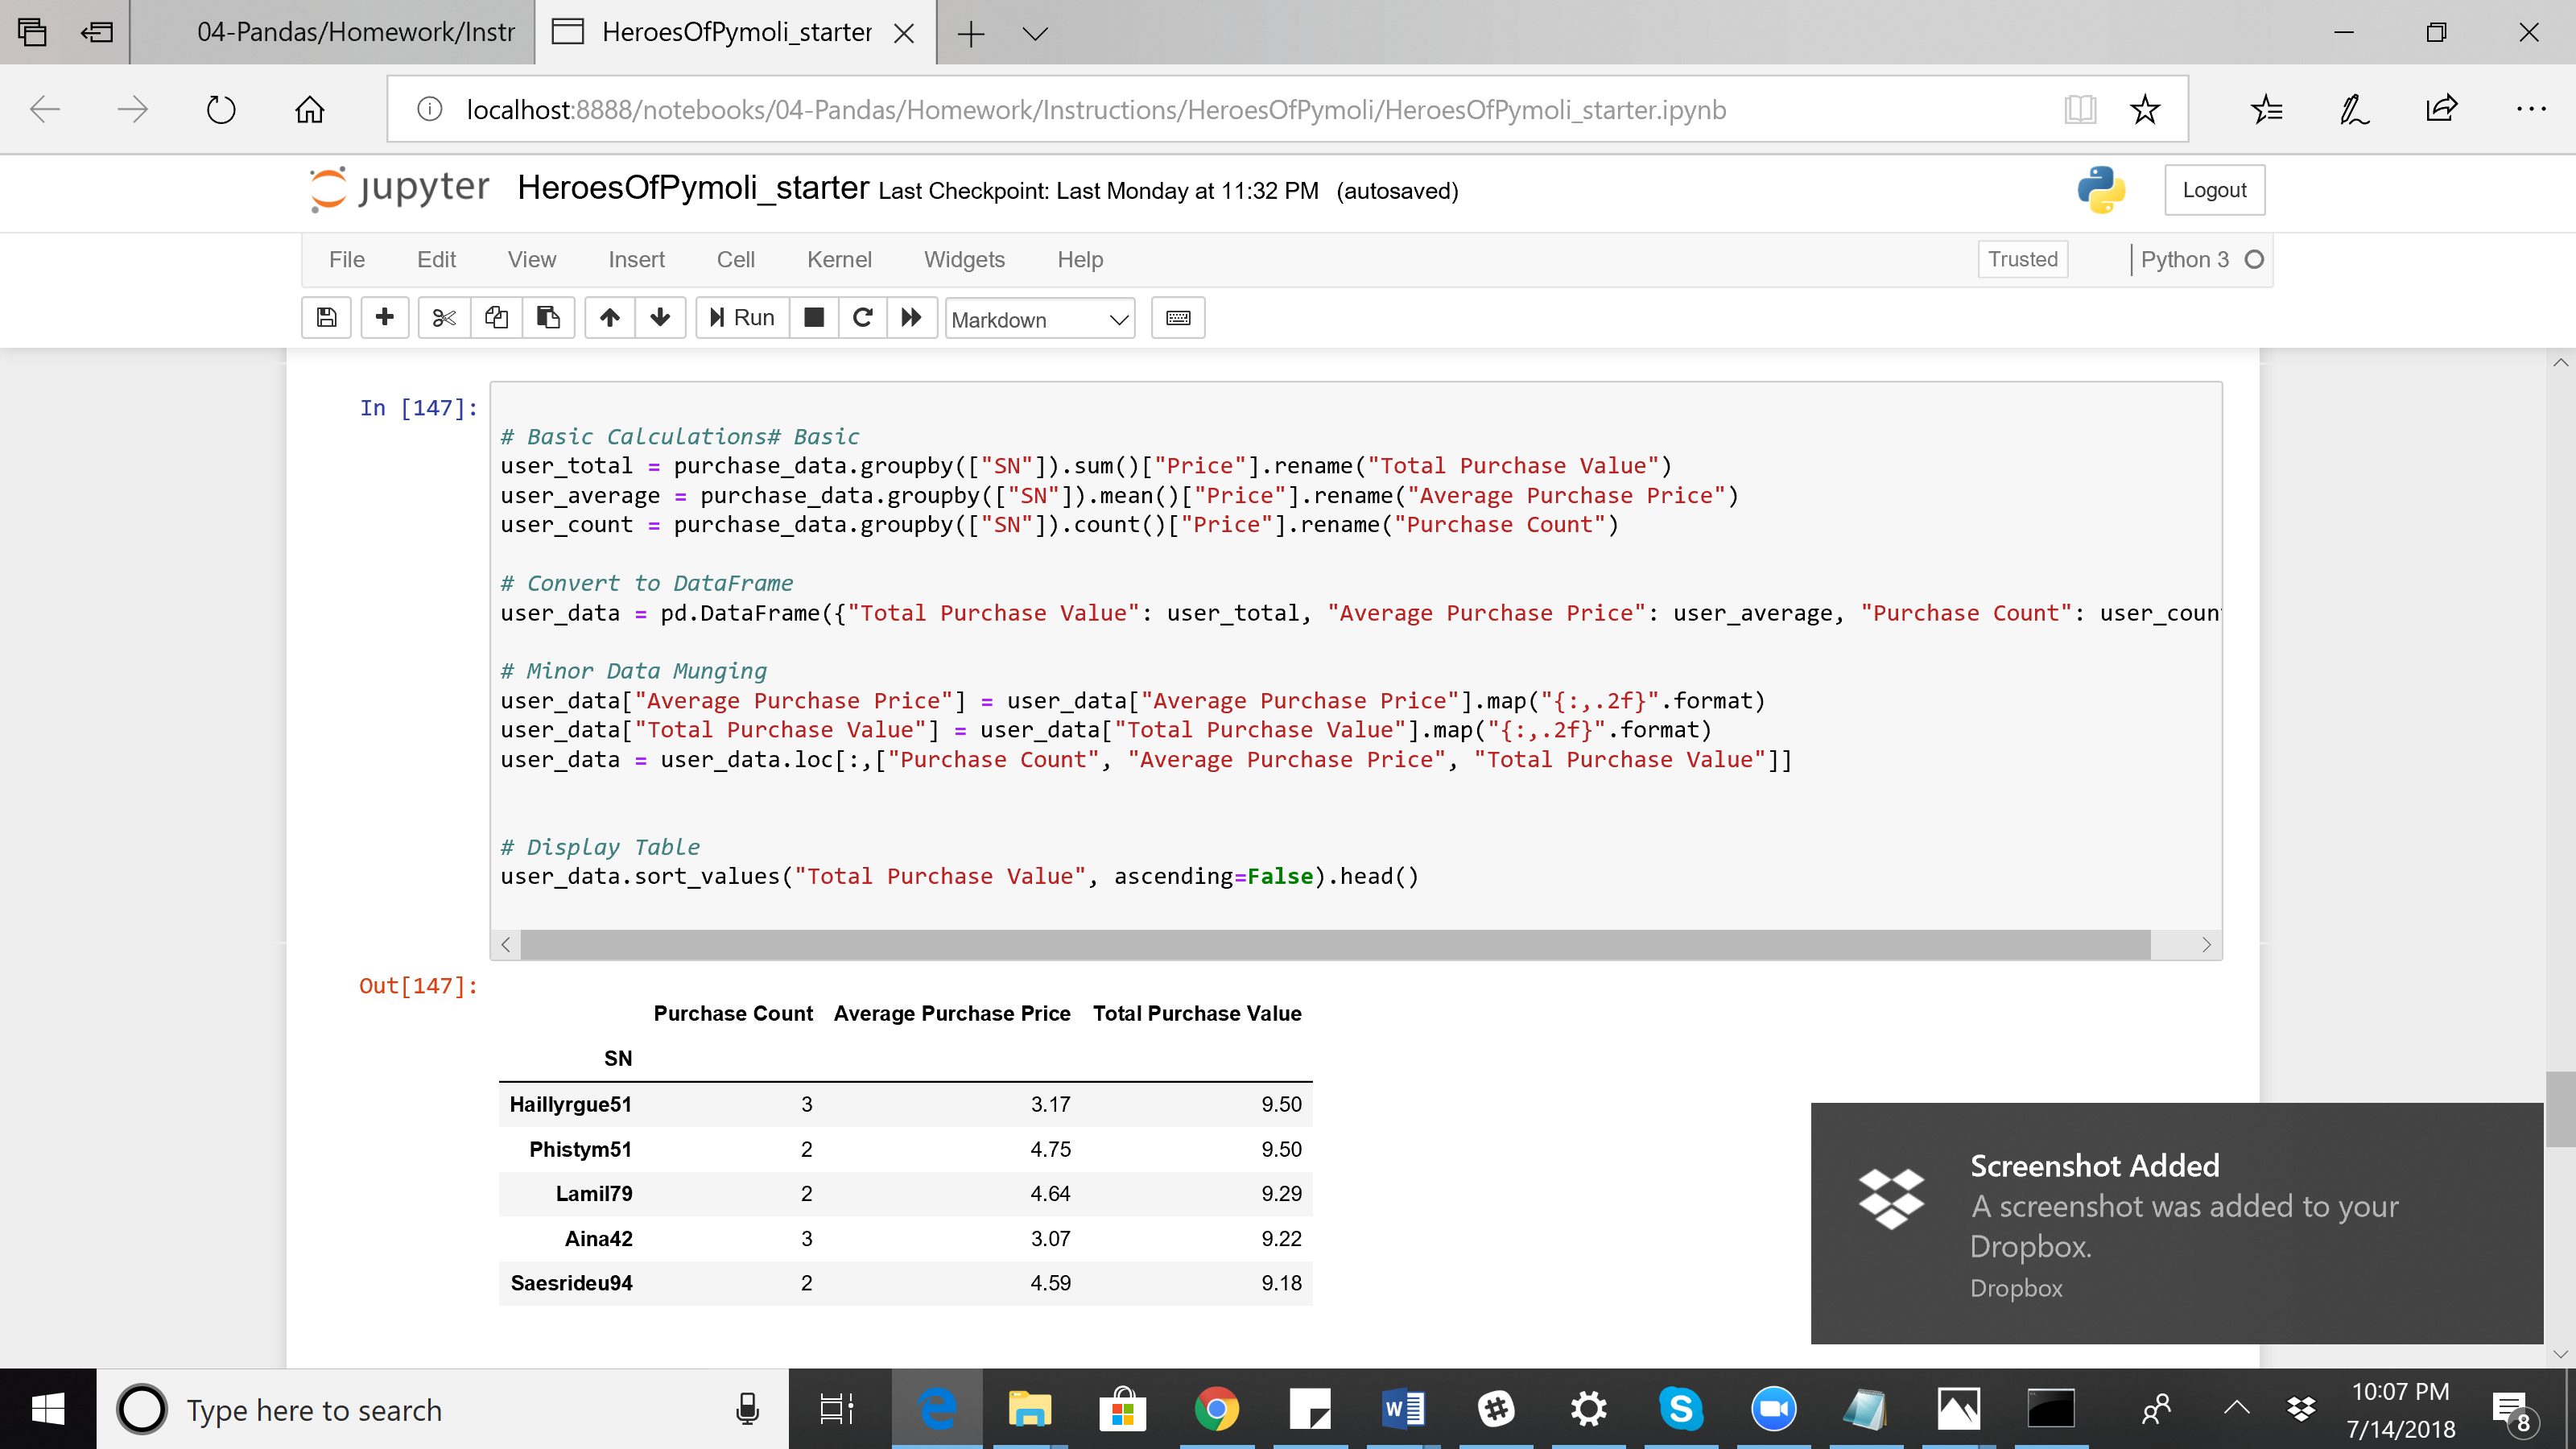 04-Pandas/Homework/Instr
HeroesOfPymoli_starter
localhost:8888/notebooks/04-Pandas/Homework/Instructions/HeroesOfPymoli/HeroesOfPymoli_starter.ipynb
jupyter HeroesOfPymoli_starter Last Checkpoint: Last Monday at 11:32 PM (autosaved)
Logout
File Edit View Insert Cell Kernel Widgets Help
Trusted Python 3
Run
Markdown
In [147]:
# Basic Calculations# Basic
user_total = purchase_data.groupby(["SN"]).sum()["Price"].rename("Total Purchase Value")
user_average = purchase_data.groupby(["SN"]).mean()["Price"].rename("Average Purchase Price")
user_count = purchase_data.groupby(["SN"]).count()["Price"].rename("Purchase Count")
# Convert to DataFrame
user_data = pd.DataFrame({"Total Purchase Value": user_total, "Average Purchase Price": user_average, "Purchase Count": user_coun
# Minor Data Munging
user_data["Average Purchase Price"] = user_data["Average Purchase Price"].map("{:,.2f}".format)
user_data["Total Purchase Value"] = user_data["Total Purchase Value"].map("{:,.2f}".format)
user_data = user_data.loc[:,["Purchase Count", "Average Purchase Price", "Total Purchase Value"]]
# Display Table
user_data.sort_values("Total Purchase Value", ascending=False).head()
Out[147]:
Purchase Count Average Purchase Price Total Purchase Value
SN
Haillyrgue51 3 3.17 9.50
Phistym51 2 4.75 9.50
Lamil79 2 4.64 9.29
Aina42 3 3.07 9.22
Saesrideu94 2 4.59 9.18
Screenshot Added
A screenshot was added to your
Dropbox.
Dropbox
Type here to search
10:07 PM
7/14/2018
8